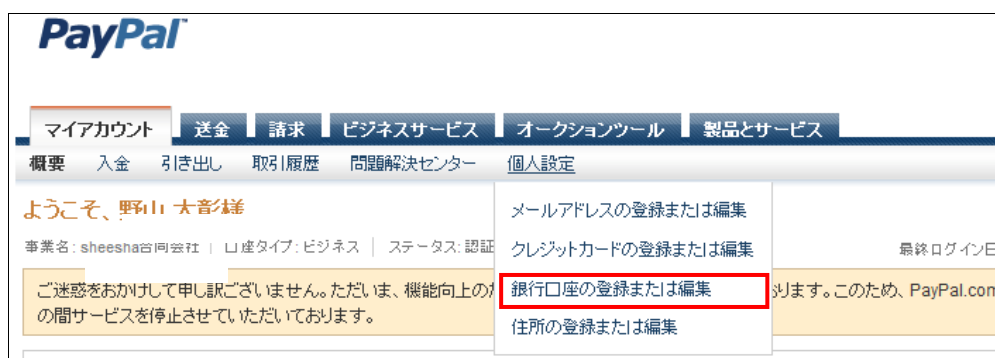 PayPal
マイアカウント 送金 請求 ビジネスサービス オークションツール 製品とサービス
概要 入金 引き出し 取引履歴 問題解決センター 個人設定
ようこそ、
メールアドレスの登録または編集
事業名: sheesha合同会社 | 口座タイプ: ビジネス | ステータス: 認証
クレジットカードの登録または編集
最終ログイン日
ご迷惑をおかけして申し訳ございません。ただいま、機能向上の
銀行口座の登録または編集
ります。このため、PayPal.com
の間サービスを停止させていただいております。
住所の登録または編集